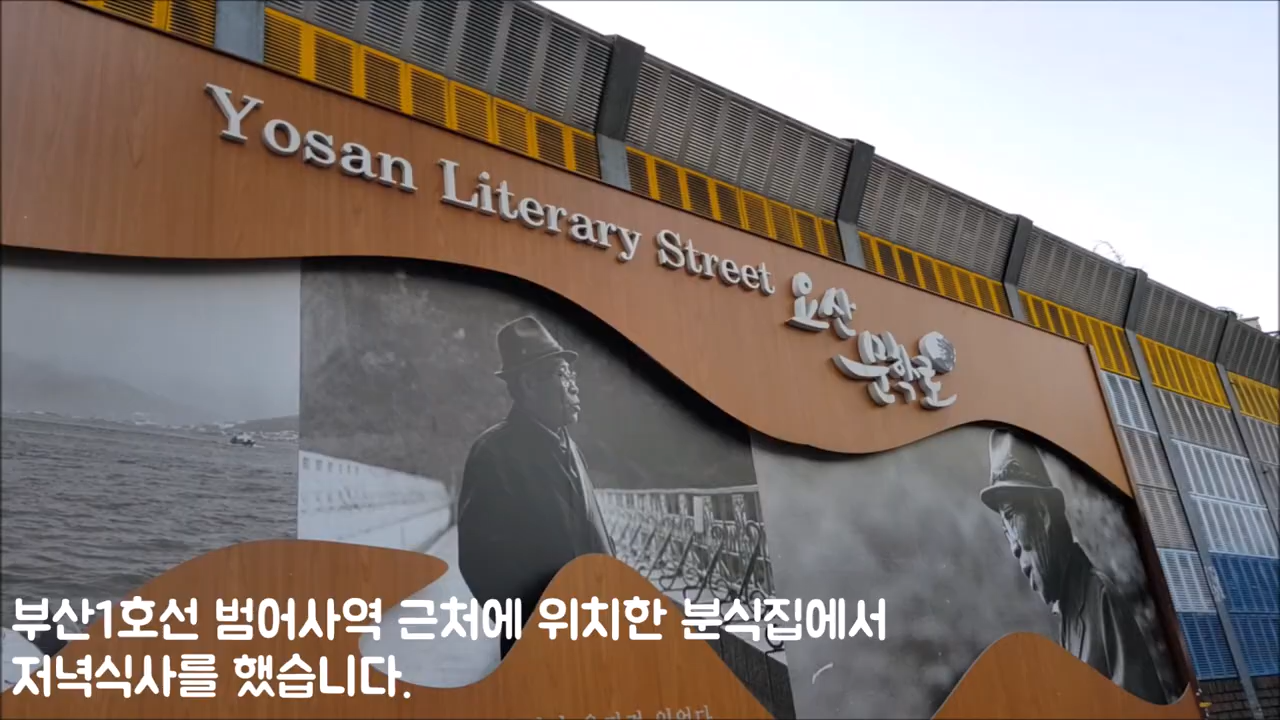 Yosan Literary Street
요산
문학로
부산1호선 범어사역 근처에 위치한 분식집에서
저녁식사를 했습니다.